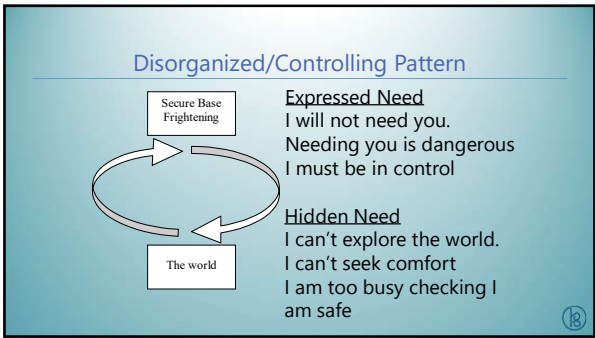 Disorganized/Controlling Pattern
Secure Base
Frightening
Expressed Need
I will not need you.
Needing you is dangerous
I must be in control
Hidden Need
I can’t explore the world.
I can’t seek comfort
I am too busy checking I
am safe
The world